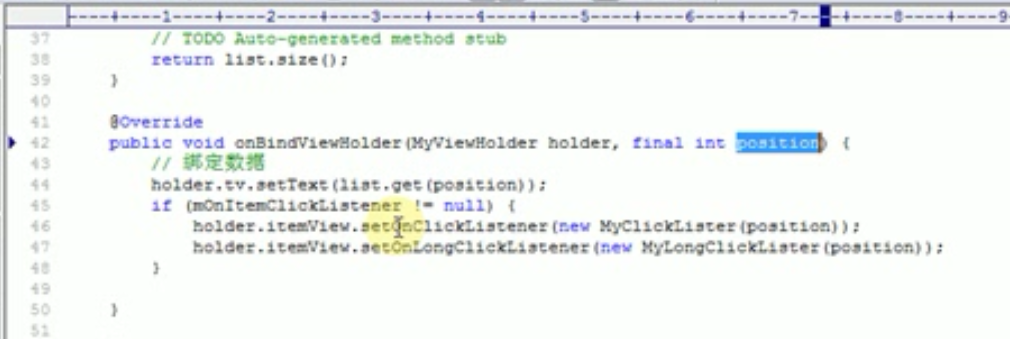 ----+----1----+----2----+----3----+----4----+----5----+----6----+----7----+----8----+----9
37 // TODO Auto-generated method stub
38 return list.size();
39 }
40
41 @Override
42 public void onBindViewHolder(MyViewHolder holder, final int position) {
43 // 绑定数据
44 holder.tv.setText(list.get(position));
45 if (mOnItemClickListener != null) {
46 holder.itemView.setOnClickListener(new MyClickLister(position));
47 holder.itemView.setOnLongClickListener(new MyLongClickLister(position));
48 }
49
50 }
51